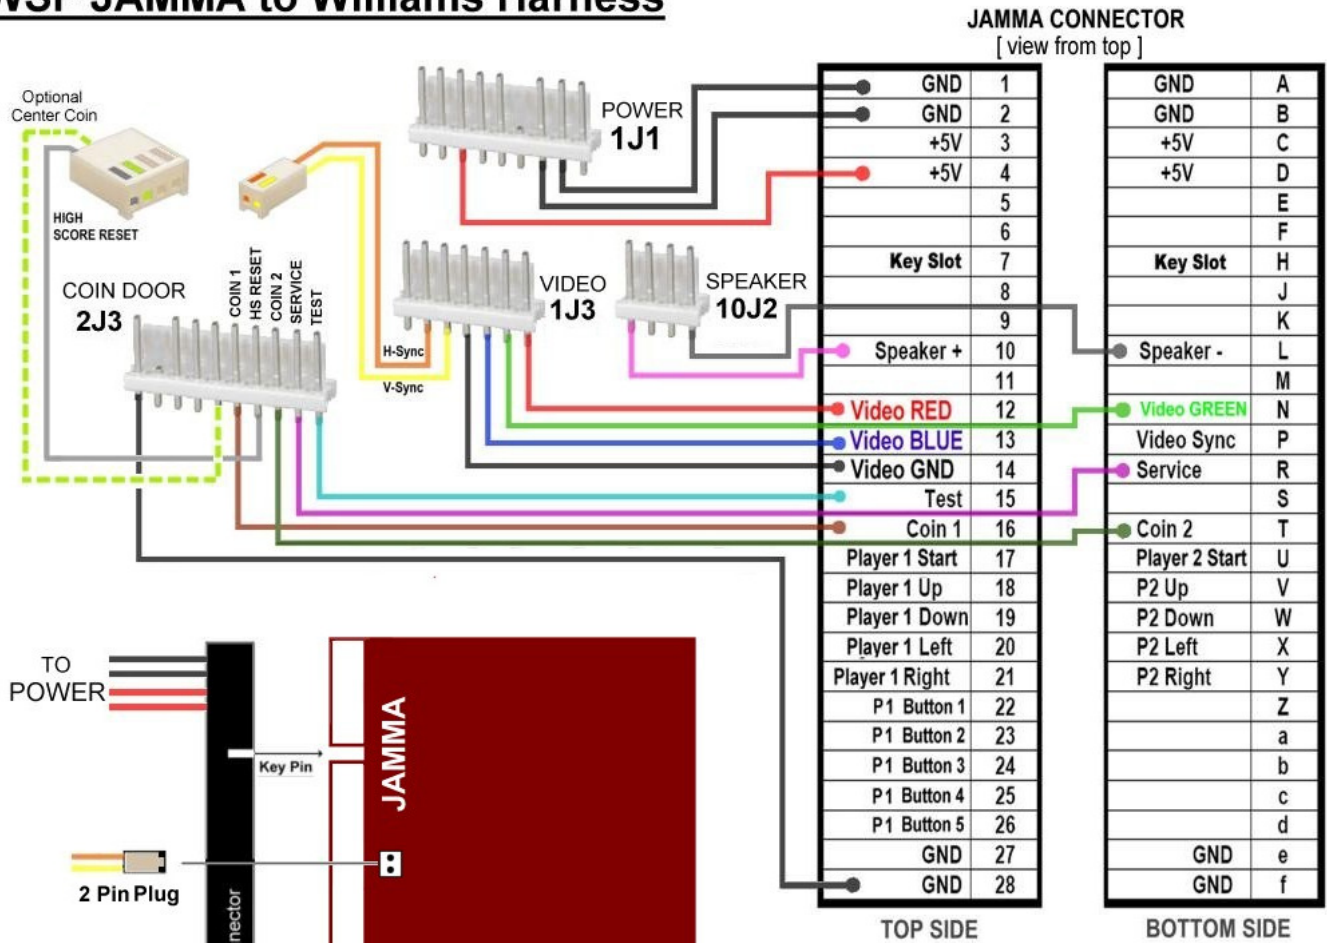 JAMMA to Williams Harness
JAMMA CONNECTOR
[ view from top ]
Optional
Center Coin
HIGH
SCORE RESET
COIN DOOR
2J3
COIN 1
HS RESET
COIN 2
SERVICE
TEST
POWER
1J1
VIDEO
1J3
H-Sync
V-Sync
SPEAKER
10J2
GND 1
GND 2
+5V 3
+5V 4
5
6
Key Slot 7
8
9
Speaker + 10
11
Video RED 12
Video BLUE 13
Video GND 14
Test 15
Coin 1 16
Player 1 Start 17
Player 1 Up 18
Player 1 Down 19
Player 1 Left 20
Player 1 Right 21
P1 Button 1 22
P1 Button 2 23
P1 Button 3 24
P1 Button 4 25
P1 Button 5 26
GND 27
GND 28
TOP SIDE
GND A
GND B
+5V C
+5V D
E
F
Key Slot H
J
K
Speaker - L
M
Video GREEN N
Video Sync P
Service R
S
Coin 2 T
Player 2 Start U
P2 Up V
P2 Down W
P2 Left X
P2 Right Y
Z
a
b
c
d
GND e
GND f
BOTTOM SIDE
TO
POWER
Key Pin
JAMMA
2 Pin Plug